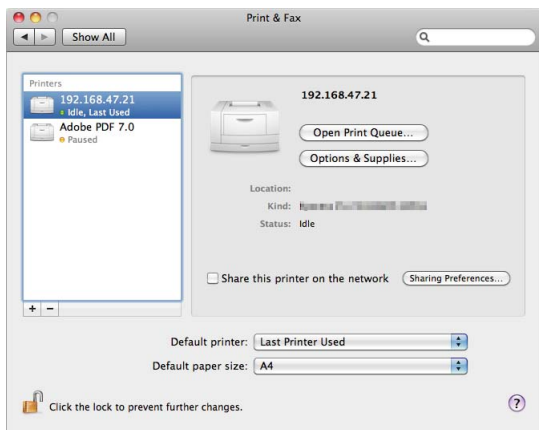 Print & Fax
Show All
Printers
192.168.47.21
Idle, Last Used
Adobe PDF 7.0
Paused
192.168.47.21
Open Print Queue...
Options & Supplies...
Location:
Kind:
Status: Idle
Share this printer on the network Sharing Preferences...
+ −
Default printer: Last Printer Used
Default paper size: A4
Click the lock to prevent further changes. ?